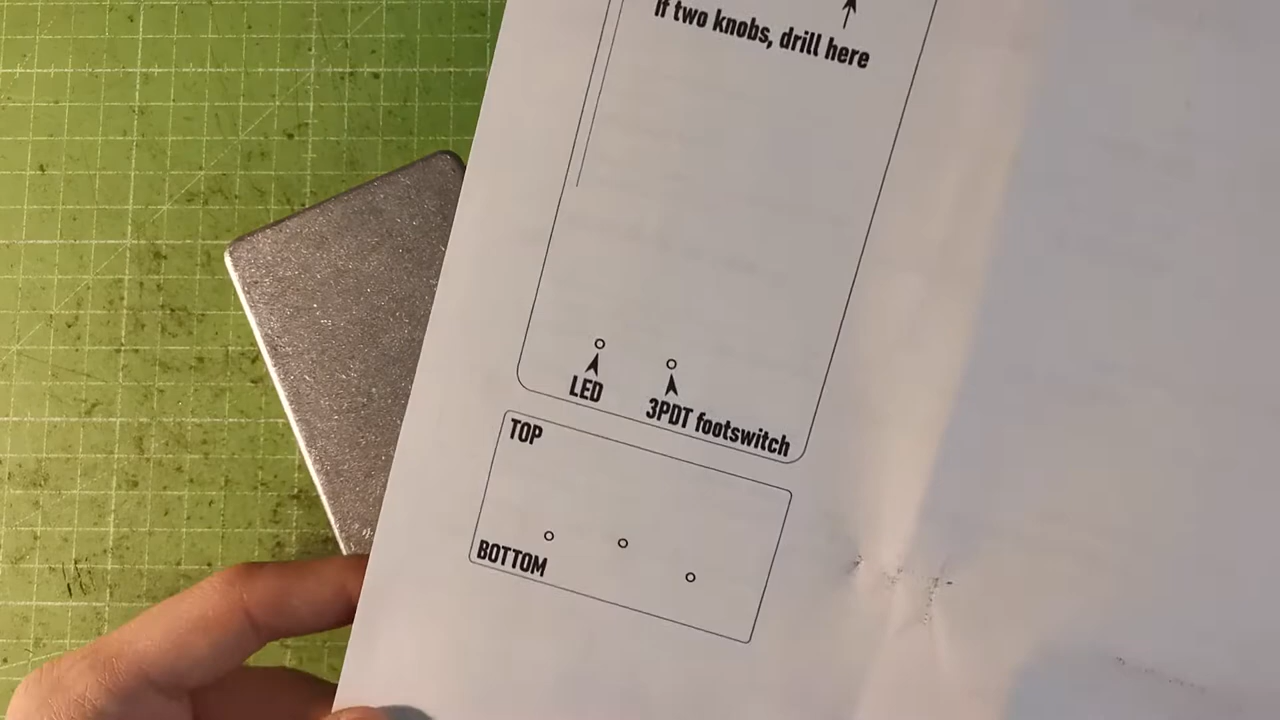 If two knobs, drill here
LED
3PDT footswitch
TOP
BOTTOM